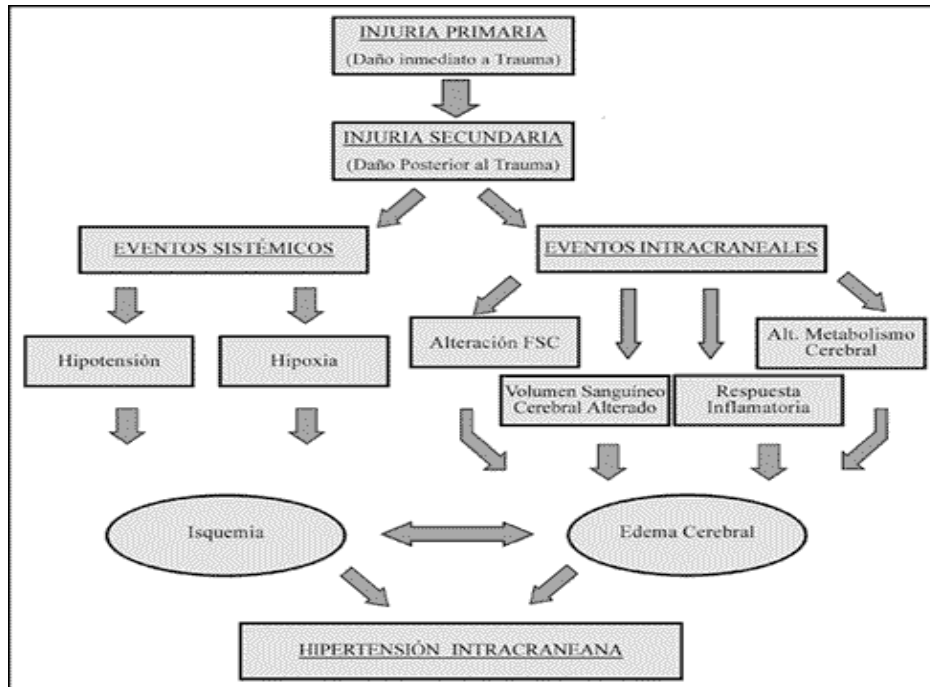 INJURIA PRIMARIA
(Daño inmediato a Trauma)
INJURIA SECUNDARIA
(Daño Posterior al Trauma)
EVENTOS SISTÉMICOS
EVENTOS INTRACRANEALES
Hipotensión
Hipoxia
Alteración FSC
Alt. Metabolismo
Cerebral
Volumen Sanguíneo
Cerebral Alterado
Respuesta
Inflamatoria
Isquemia
Edema Cerebral
HIPERTENSIÓN INTRACRANEANA